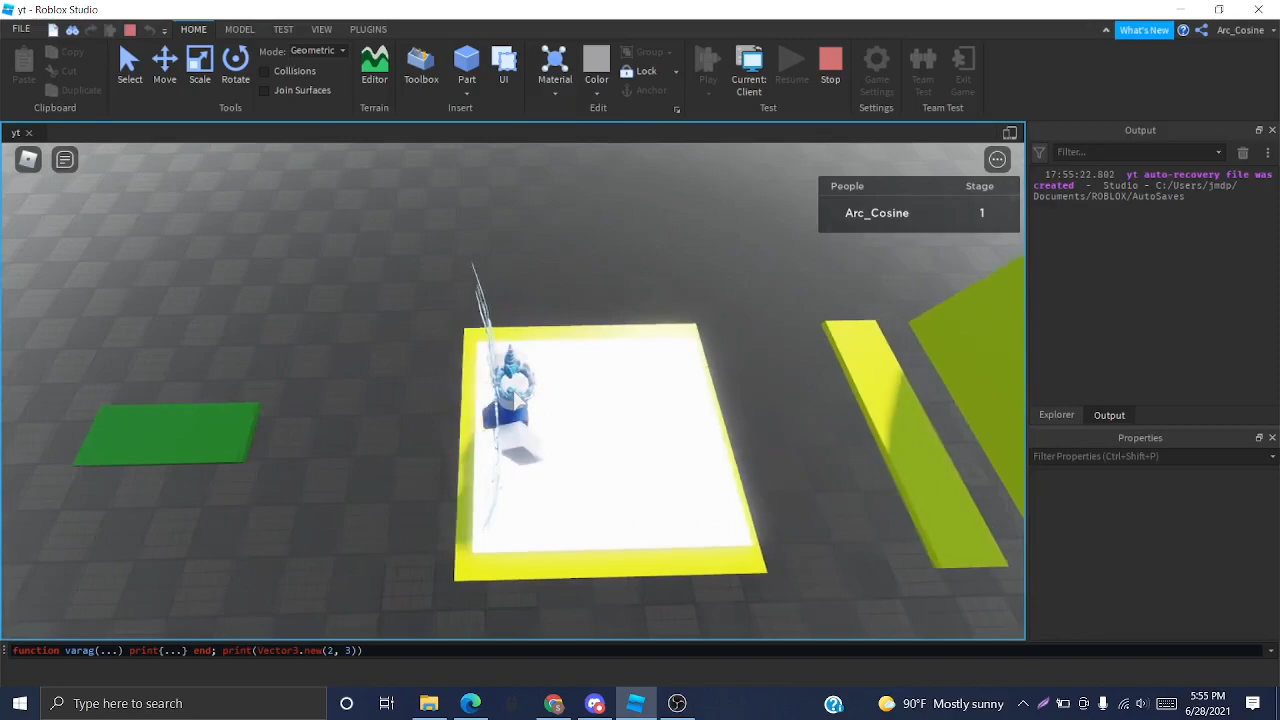 yt - Roblox Studio
FILE HOME MODEL TEST VIEW PLUGINS What's New Arc_Cosine
Paste Copy Cut Duplicate Clipboard
Select Move Scale Rotate Mode: Geometric Collisions Join Surfaces Tools
Editor Terrain
Toolbox Part UI Insert
Material Color Group Lock Anchor Edit
Play Current: Client Resume Stop Test
Game Settings Settings
Team Test Exit Game Team Test
yt
People Stage
Arc_Cosine 1
Output
Filter...
17:55:22.802 yt auto-recovery file was
created - Studio - C:/Users/jmdp/
Documents/ROBLOX/AutoSaves
Explorer Output
Properties
Filter Properties (Ctrl+Shift+P)
function varag(...) print{...} end; print(Vector3.new(2, 3))
Type here to search
90°F Mostly sunny
5:55 PM
6/28/2021